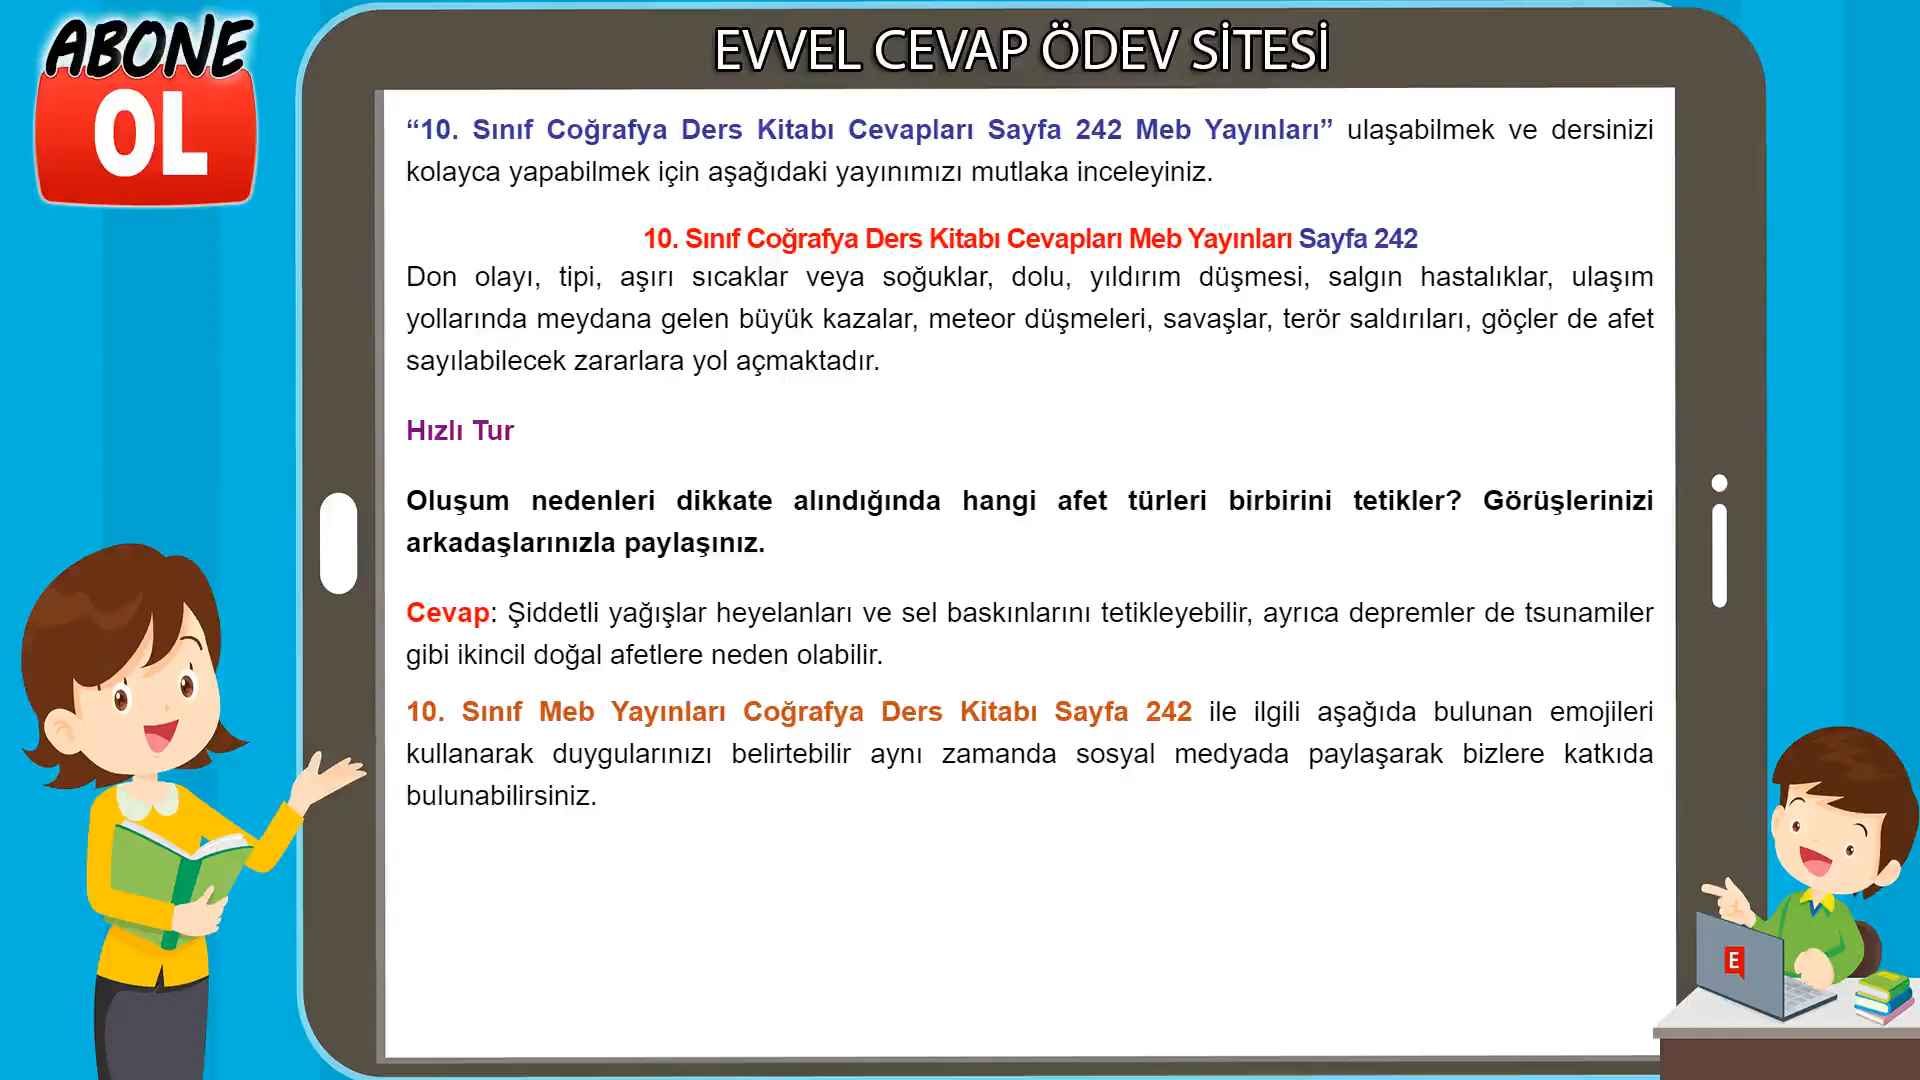 ABONE
OL
EVVEL CEVAP ÖDEV SİTESİ
“10. Sınıf Coğrafya Ders Kitabı Cevapları Sayfa 242 Meb Yayınları” ulaşabilmek ve dersinizi
kolayca yapabilmek için aşağıdaki yayınımızı mutlaka inceleyiniz.
10. Sınıf Coğrafya Ders Kitabı Cevapları Meb Yayınları Sayfa 242
Don olayı, tipi, aşırı sıcaklar veya soğuklar, dolu, yıldırım düşmesi, salgın hastalıklar, ulaşım
yollarında meydana gelen büyük kazalar, meteor düşmeleri, savaşlar, terör saldırıları, göçler de afet
sayılabilecek zararlara yol açmaktadır.
Hızlı Tur
Oluşum nedenleri dikkate alındığında hangi afet türleri birbirini tetikler? Görüşlerinizi
arkadaşlarınızla paylaşınız.
Cevap: Şiddetli yağışlar heyelanları ve sel baskınlarını tetikleyebilir, ayrıca depremler de tsunamiler
gibi ikincil doğal afetlere neden olabilir.
10. Sınıf Meb Yayınları Coğrafya Ders Kitabı Sayfa 242 ile ilgili aşağıda bulunan emojileri
kullanarak duygularınızı belirtebilir aynı zamanda sosyal medyada paylaşarak bizlere katkıda
bulunabilirsiniz.
E